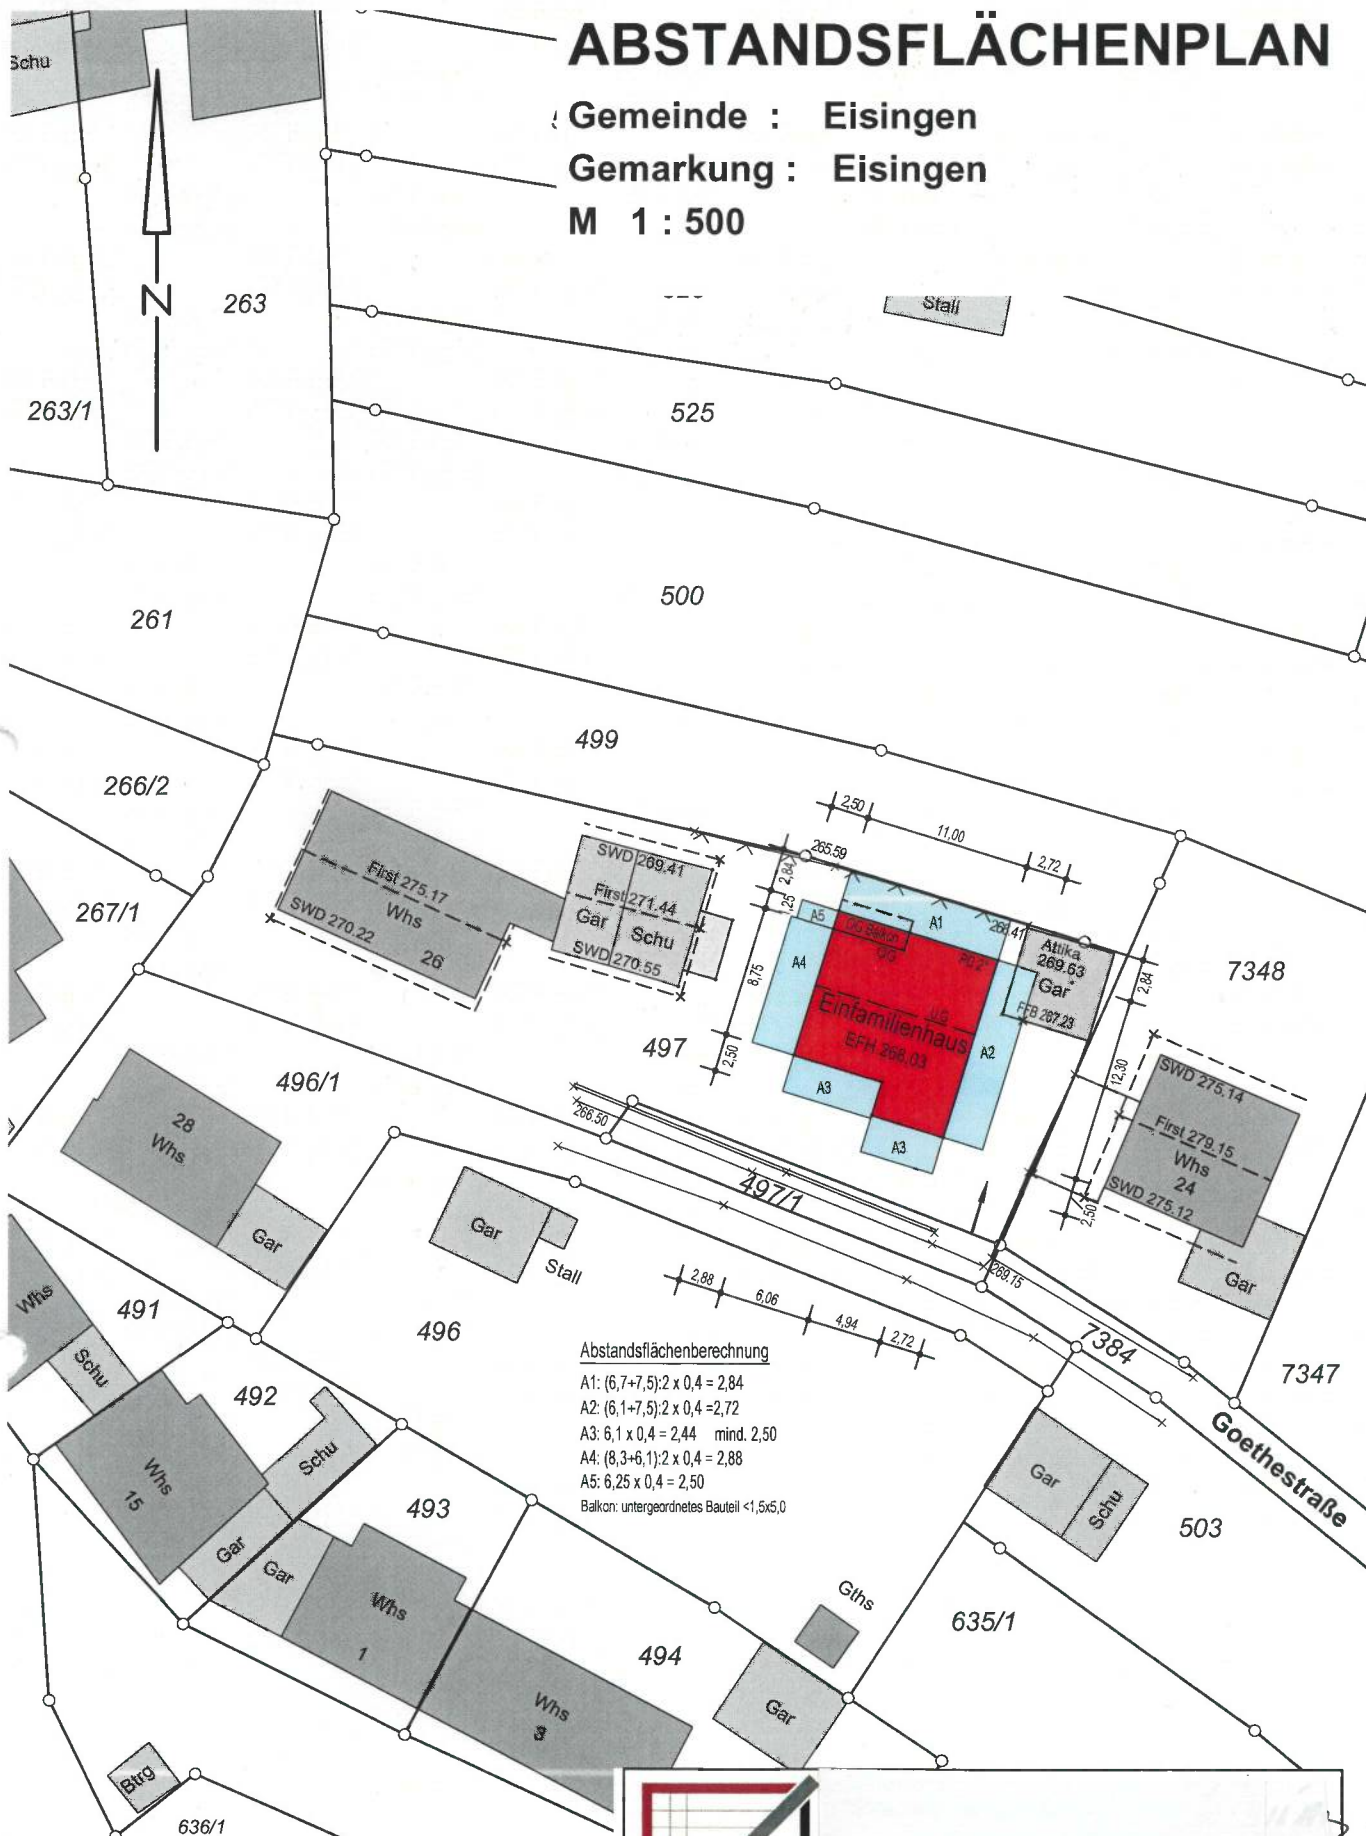 ABSTANDSFLÄCHENPLAN
Gemeinde : Eisingen
Gemarkung : Eisingen
M 1 : 500
Schu
N
263
263/1
Stall
525
500
261
499
266/2
267/1
2,50
11,00
2,72
265.59
2,84
1,25
8,75
2,50
First 275.17
Whs
SWD 270.22
26
SWD 269.41
First 271.44
Gar
Schu
SWD 270.55
A5
A1
268.41
DG Balkon
OG
A4
Einfamilienhaus
UG
EFH 268,03
A2
A3
A3
Attika
269.63
Gar
FFB 267.23
2,84
12,30
2,50
7348
SWD 275.14
First 279.15
Whs
24
SWD 275.12
Gar
497
496/1
28
Whs
Gar
266.50
497/1
269.15
Gar
Stall
2,88
6,06
4,94
2,72
7384
7347
Goethestraße
Whs
491
Schu
496
492
Abstandsflächenberechnung
A1: (6,7+7,5):2 x 0,4 = 2,84
A2: (6,1+7,5):2 x 0,4 =2,72
A3: 6,1 x 0,4 = 2,44 mind. 2,50
A4: (8,3+6,1):2 x 0,4 = 2,88
A5: 6,25 x 0,4 = 2,50
Balkon: untergeordnetes Bauteil <1,5x5,0
Whs
15
Schu
493
Gar
Gar
Whs
1
Gar
Schu
503
Gths
635/1
494
Whs
3
Gar
Btrg
636/1